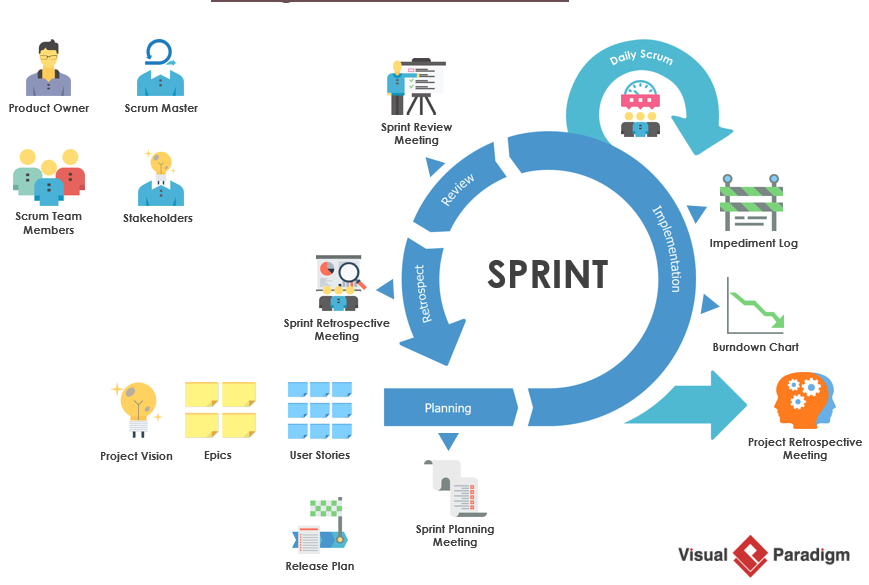 Product Owner
Scrum Master
Scrum Team
Members
Stakeholders
Sprint Review
Meeting
Daily Scrum
Review
Implementation
Impediment Log
SPRINT
Retrospect
Sprint Retrospective
Meeting
Burndown Chart
Planning
Project Vision
Epics
User Stories
Project Retrospective
Meeting
Sprint Planning
Meeting
Release Plan
Visual Paradigm